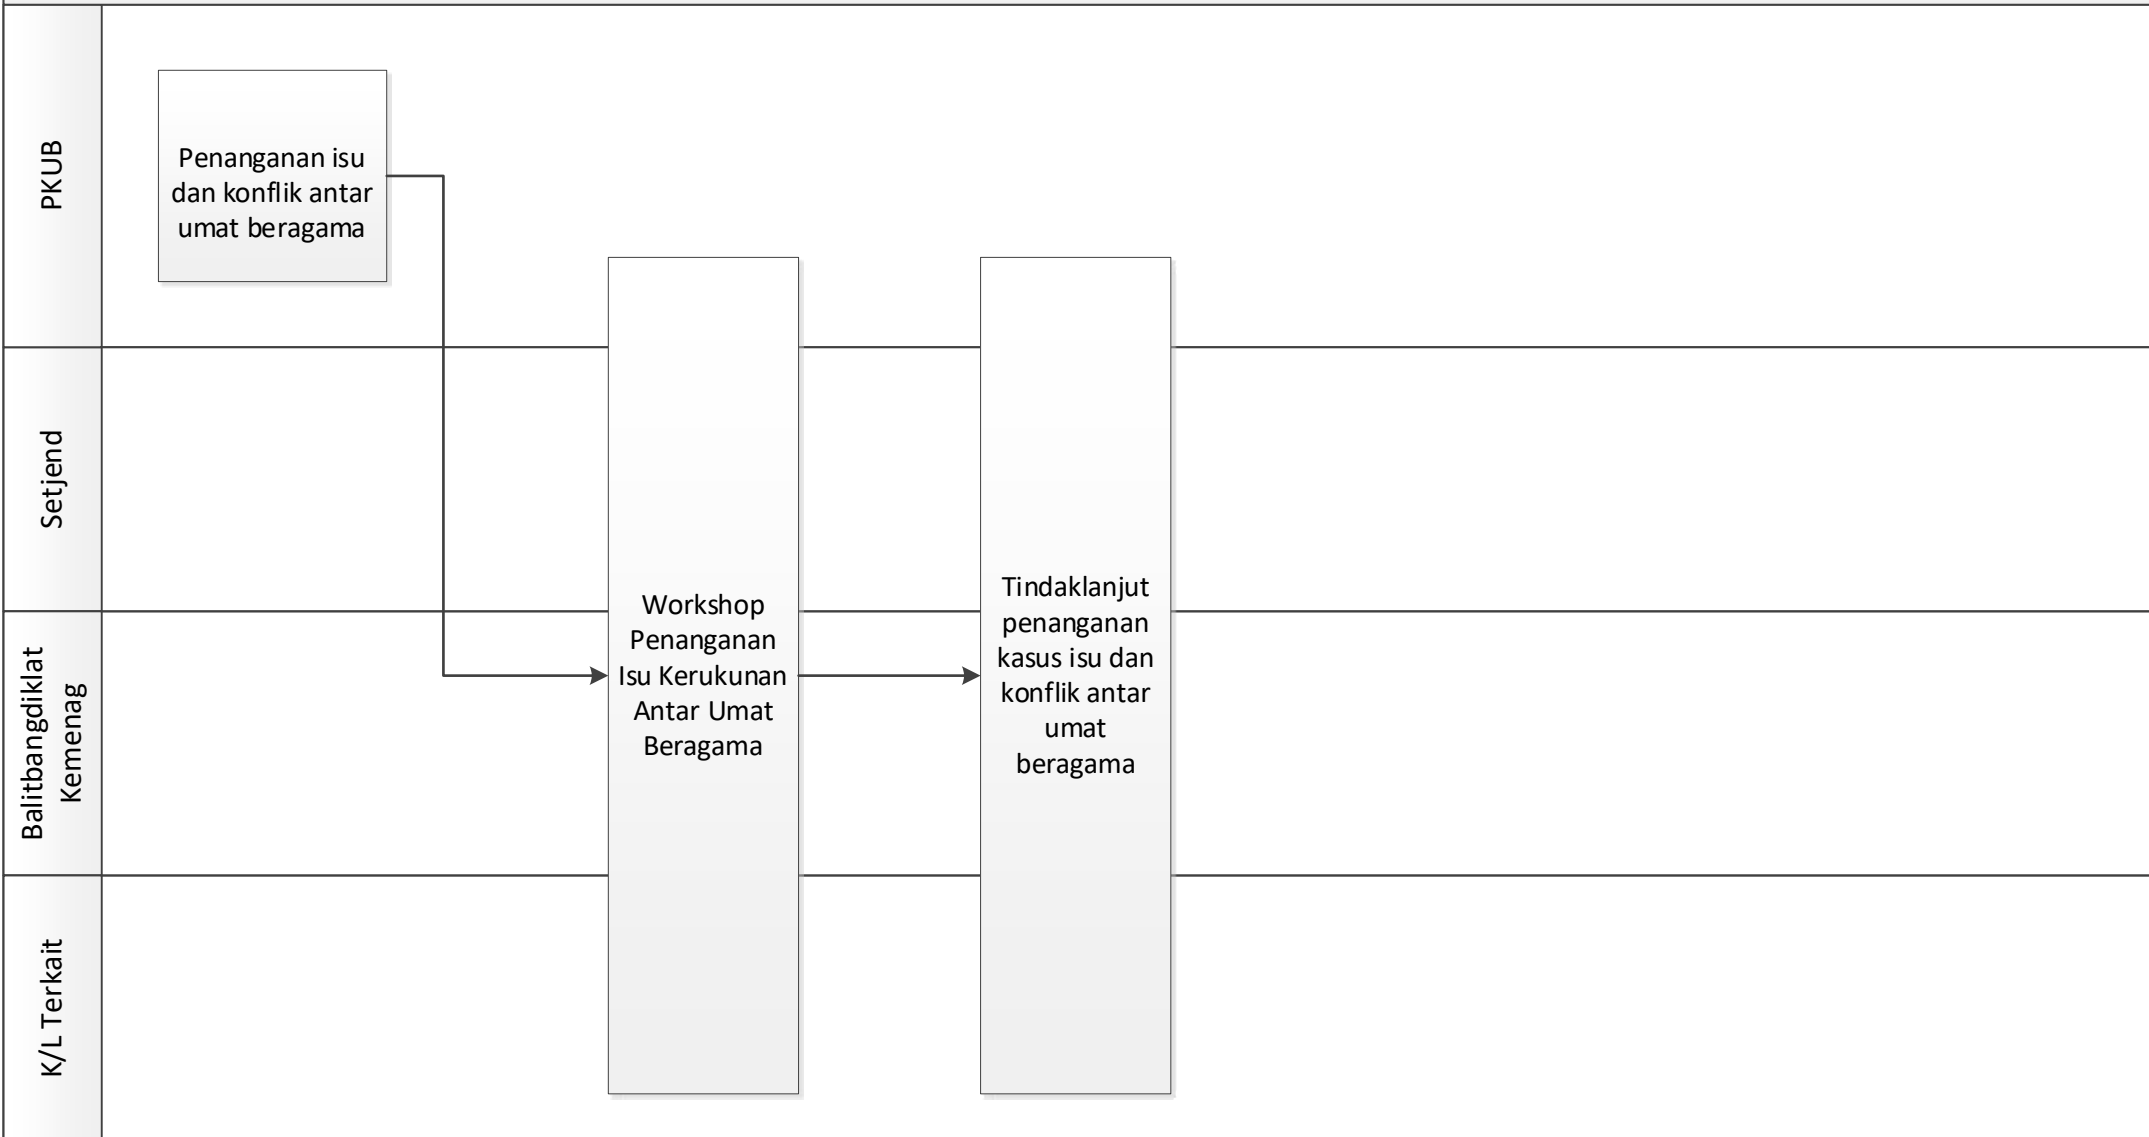 PKUB
Penanganan isu
dan konflik antar
umat beragama
Setjend
Workshop
Penanganan
Isu Kerukunan
Antar Umat
Beragama
Tindaklanjut
penanganan
kasus isu dan
konflik antar
umat
beragama
Balitbangdiklat
Kemenag
K/L Terkait